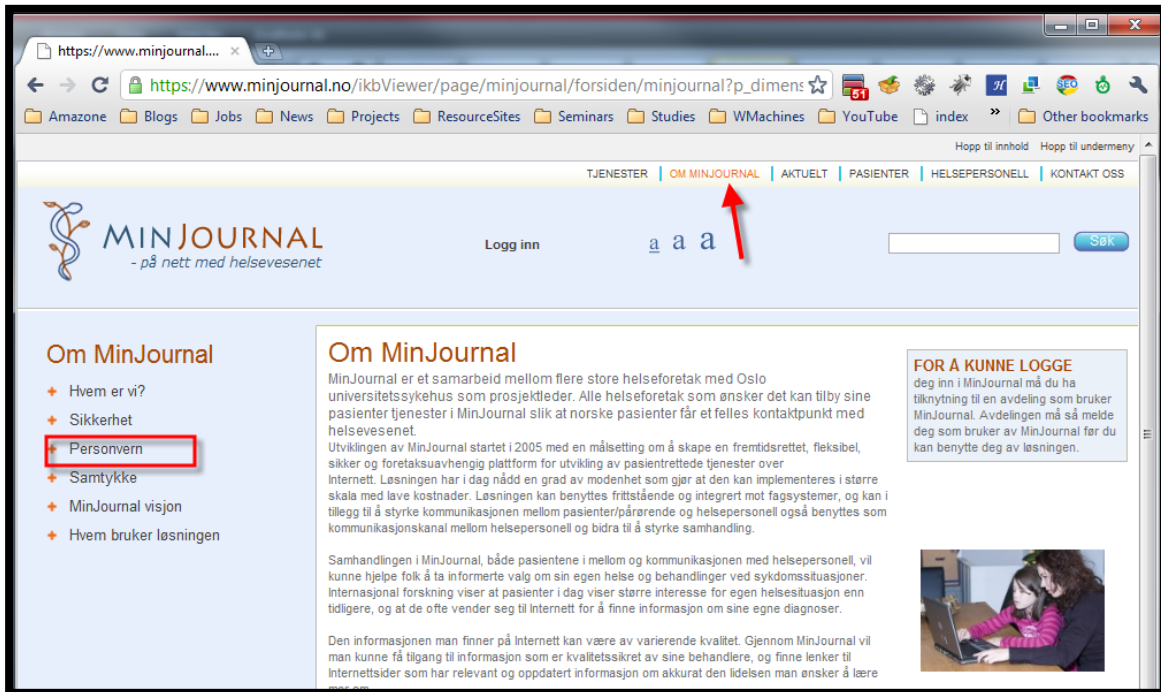 https://www.minjournal....
https://www.minjournal.no/ikbViewer/page/minjournal/forsiden/minjournal?p_dimens
51
H
SEO
Amazone Blogs Jobs News Projects ResourceSites Seminars Studies WMachines YouTube index » Other bookmarks
Hopp til innhold Hopp til undermeny
TJENESTER OM MINJOURNAL AKTUELT PASIENTER HELSEPERSONELL KONTAKT OSS
MINJOURNAL
- på nett med helsevesenet
Logg inn
a a a
Søk
Om MinJournal
Hvem er vi?
Sikkerhet
Personvern
Samtykke
MinJournal visjon
Hvem bruker løsningen
Om MinJournal
MinJournal er et samarbeid mellom flere store helseforetak med Oslo
universitetssykehus som prosjektleder. Alle helseforetak som ønsker det kan tilby sine
pasienter tjenester i MinJournal slik at norske pasienter får et felles kontaktpunkt med
helsevesenet.
Utviklingen av MinJournal startet i 2005 med en målsetting om å skape en fremtidsrettet, fleksibel,
sikker og foretaksuavhengig plattform for utvikling av pasientrettede tjenester over
Internett. Løsningen har i dag nådd en grad av modenhet som gjør at den kan implementeres i større
skala med lave kostnader. Løsningen kan benyttes frittstående og integrert mot fagsystemer, og kan i
tillegg til å styrke kommunikasjonen mellom pasienter/pårørende og helsepersonell også benyttes som
kommunikasjonskanal mellom helsepersonell og bidra til å styrke samhandling.
Samhandlingen i MinJournal, både pasientene i mellom og kommunikasjonen med helsepersonell, vil
kunne hjelpe folk å ta informerte valg om sin egen helse og behandlinger ved sykdomssituasjoner.
Internasjonal forskning viser at pasienter i dag viser større interesse for egen helsesituasjon enn
tidligere, og at de ofte vender seg til Internett for å finne informasjon om sine egne diagnoser.
Den informasjonen man finner på Internett kan være av varierende kvalitet. Gjennom MinJournal vil
man kunne få tilgang til informasjon som er kvalitetssikret av sine behandlere, og finne lenker til
Internettsider som har relevant og oppdatert informasjon om akkurat den lidelsen man ønsker å lære
FOR Å KUNNE LOGGE
deg inn i MinJournal må du ha
tilknytning til en avdeling som bruker
MinJournal. Avdelingen må så melde
deg som bruker av MinJournal før du
kan benytte deg av løsningen.